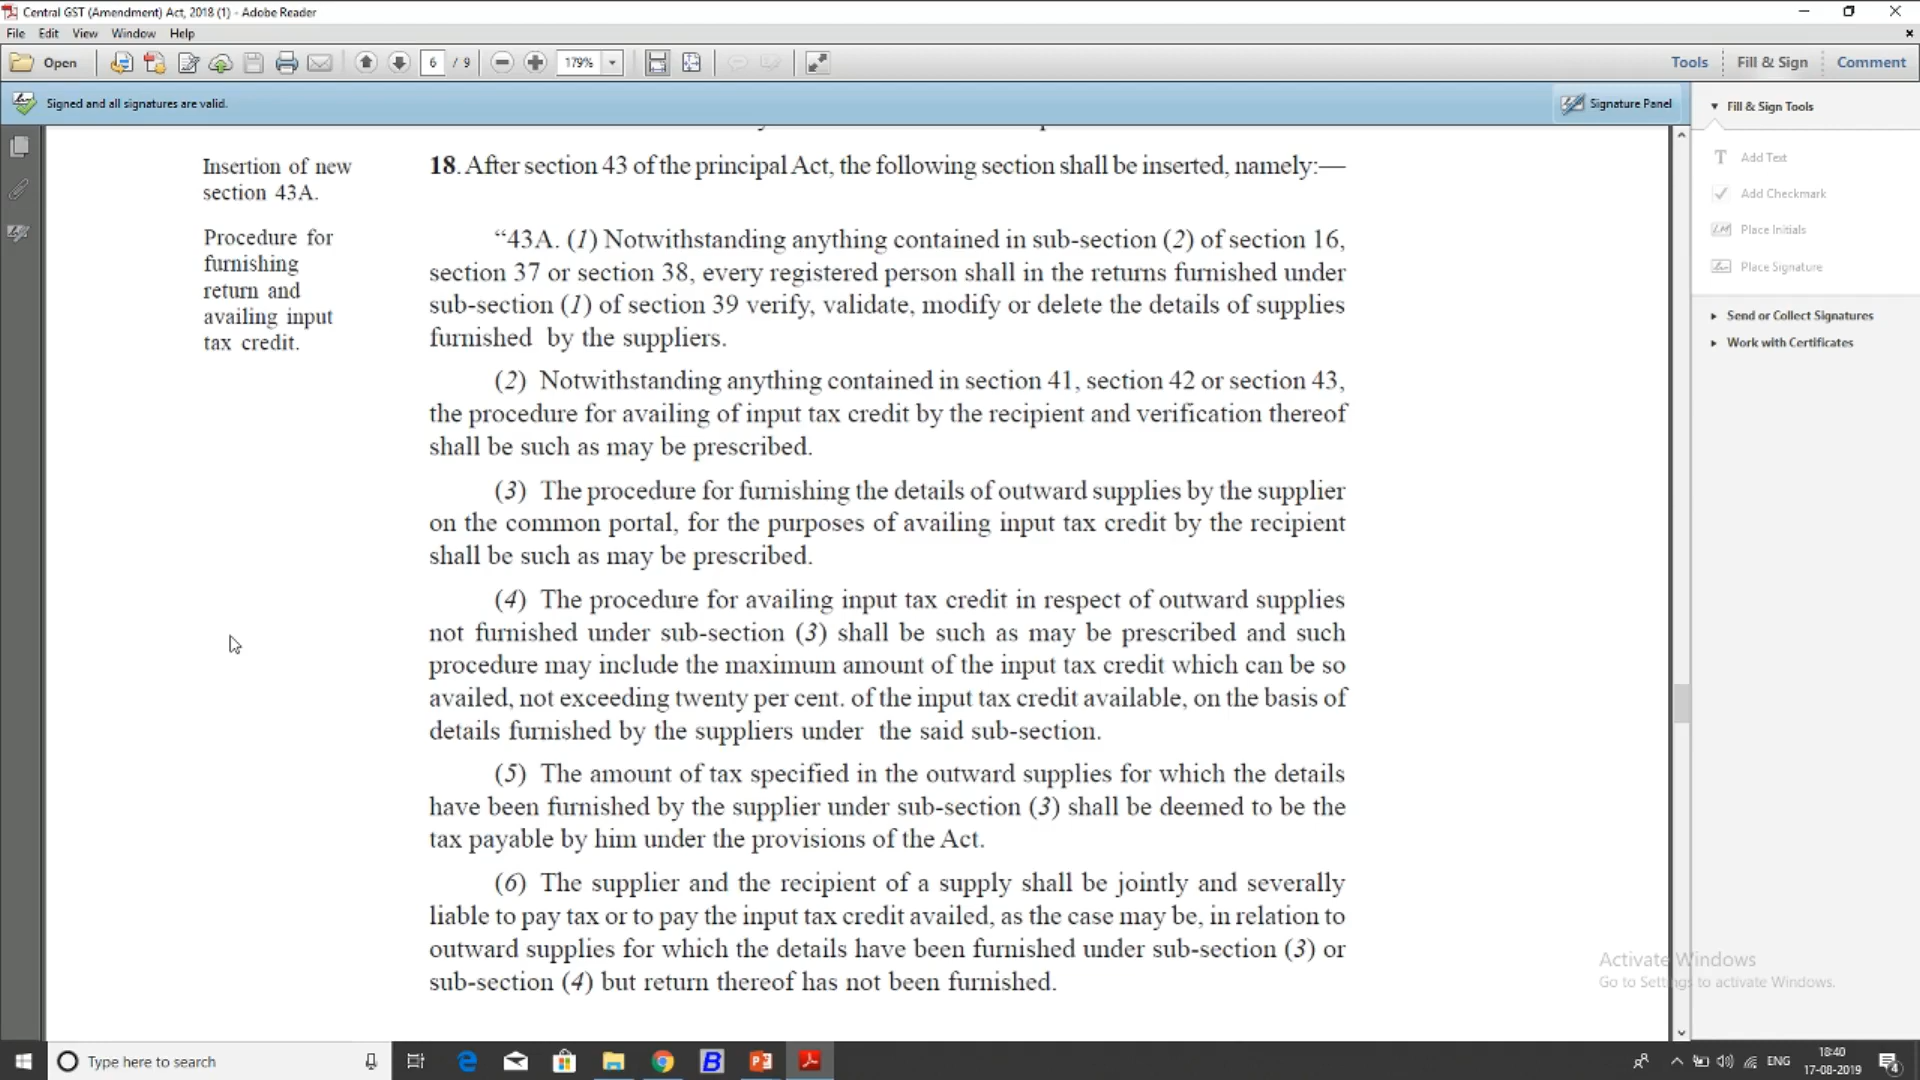 Central GST (Amendment) Act, 2018 (1) - Adobe Reader
File Edit View Window Help
Open 6 / 9 179% Tools Fill & Sign Comment
Signed and all signatures are valid. Signature Panel
Fill & Sign Tools
Add Text
Add Checkmark
Place Initials
Place Signature
Send or Collect Signatures
Work with Certificates
Insertion of new
section 43A.
18. After section 43 of the principal Act, the following section shall be inserted, namely:—
Procedure for
furnishing
return and
availing input
tax credit.
“43A. (1) Notwithstanding anything contained in sub-section (2) of section 16,
section 37 or section 38, every registered person shall in the returns furnished under
sub-section (1) of section 39 verify, validate, modify or delete the details of supplies
furnished by the suppliers.
(2) Notwithstanding anything contained in section 41, section 42 or section 43,
the procedure for availing of input tax credit by the recipient and verification thereof
shall be such as may be prescribed.
(3) The procedure for furnishing the details of outward supplies by the supplier
on the common portal, for the purposes of availing input tax credit by the recipient
shall be such as may be prescribed.
(4) The procedure for availing input tax credit in respect of outward supplies
not furnished under sub-section (3) shall be such as may be prescribed and such
procedure may include the maximum amount of the input tax credit which can be so
availed, not exceeding twenty per cent. of the input tax credit available, on the basis of
details furnished by the suppliers under the said sub-section.
(5) The amount of tax specified in the outward supplies for which the details
have been furnished by the supplier under sub-section (3) shall be deemed to be the
tax payable by him under the provisions of the Act.
(6) The supplier and the recipient of a supply shall be jointly and severally
liable to pay tax or to pay the input tax credit availed, as the case may be, in relation to
outward supplies for which the details have been furnished under sub-section (3) or
sub-section (4) but return thereof has not been furnished.
Activate Windows
Go to Settings to activate Windows.
Type here to search
ENG
18:40
17-08-2019
4